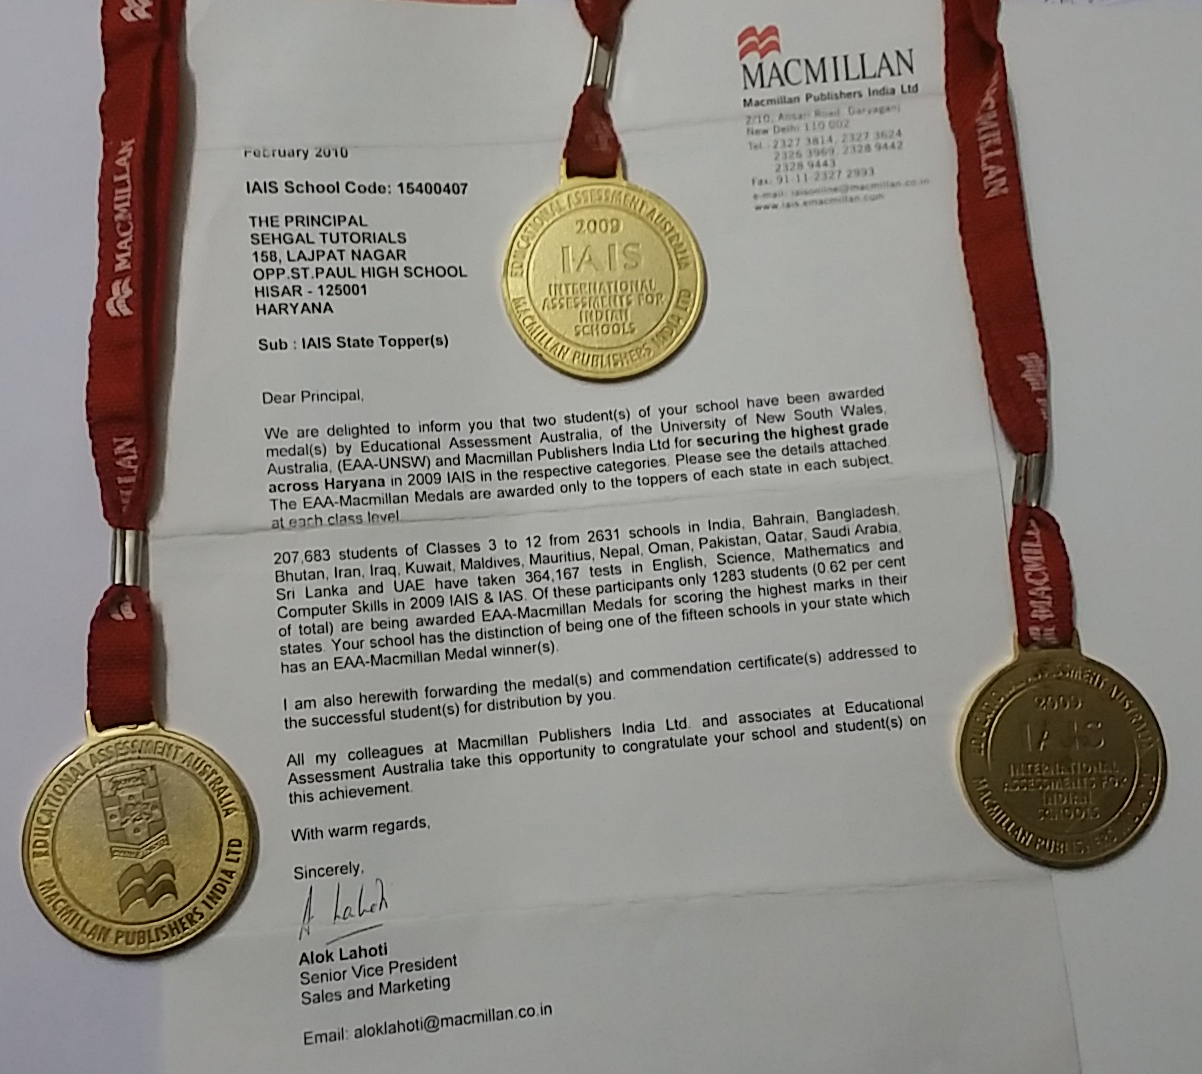 MACMILLAN
Macmillan Publishers India Ltd
2/10, Ansari Road, Daryaganj
New Delhi 110 002
Tel : 2327 3814, 2327 3624
2326 3969, 2328 9442
2328 9443
Fax: 91-11-2327 2993
e-mail: iaisonline@macmillan.co.in
www.iais.emacmillan.com
February 2010
IAIS School Code: 15400407
THE PRINCIPAL
SEHGAL TUTORIALS
158, LAJPAT NAGAR
OPP.ST.PAUL HIGH SCHOOL
HISAR - 125001
HARYANA
Sub : IAIS State Topper(s)
Dear Principal,
We are delighted to inform you that two student(s) of your school have been awarded
medal(s) by Educational Assessment Australia, of the University of New South Wales,
Australia, (EAA-UNSW) and Macmillan Publishers India Ltd for securing the highest grade
across Haryana in 2009 IAIS in the respective categories. Please see the details attached.
The EAA-Macmillan Medals are awarded only to the toppers of each state in each subject,
at each class level
207,683 students of Classes 3 to 12 from 2631 schools in India, Bahrain, Bangladesh,
Bhutan, Iran, Iraq, Kuwait, Maldives, Mauritius, Nepal, Oman, Pakistan, Qatar, Saudi Arabia,
Sri Lanka and UAE have taken 364,167 tests in English, Science, Mathematics and
Computer Skills in 2009 IAIS & IAS. Of these participants only 1283 students (0.62 per cent
of total) are being awarded EAA-Macmillan Medals for scoring the highest marks in their
states. Your school has the distinction of being one of the fifteen schools in your state which
has an EAA-Macmillan Medal winner(s).
I am also herewith forwarding the medal(s) and commendation certificate(s) addressed to
the successful student(s) for distribution by you.
All my colleagues at Macmillan Publishers India Ltd. and associates at Educational
Assessment Australia take this opportunity to congratulate your school and student(s) on
this achievement.
With warm regards,
Sincerely,
A Lahoti
Alok Lahoti
Senior Vice President
Sales and Marketing
Email: aloklahoti@macmillan.co.in
EDUCATIONAL ASSESSMENT AUSTRALIA
2009
IAIS
INTERNATIONAL
ASSESSMENTS FOR
INDIAN
SCHOOLS
MACMILLAN PUBLISHERS INDIA LTD
MACMILLAN
MILLAN
EDUCATIONAL ASSESSMENT AUSTRALIA
MACMILLAN PUBLISHERS INDIA LTD
MACMILLAN
MACMILL
EDUCATIONAL ASSESSMENT AUSTRALIA
2009
IAIS
INTERNATIONAL
ASSESSMENTS FOR
INDIAN
SCHOOLS
MACMILLAN PUBLISHERS